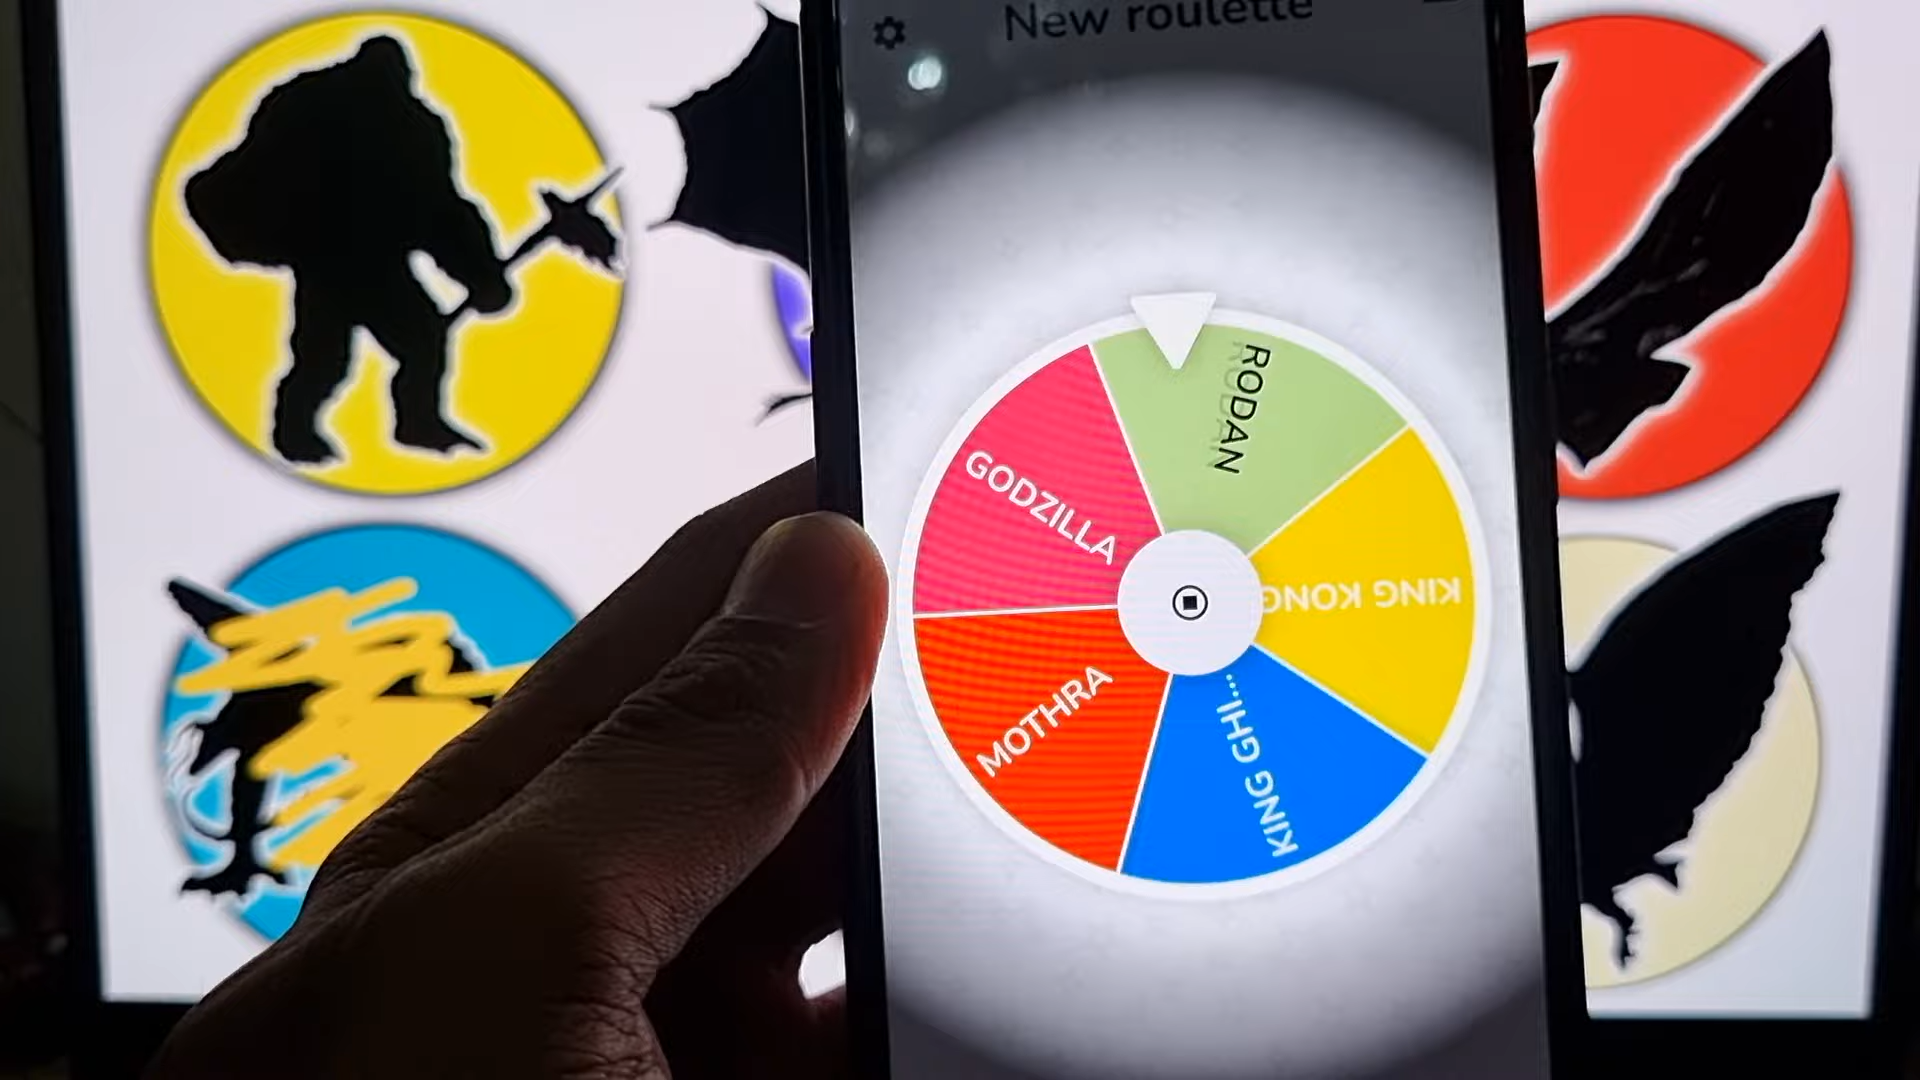 New roulette
RODAN
GODZILLA
KING KONG
MOTHRA
KING GHI...